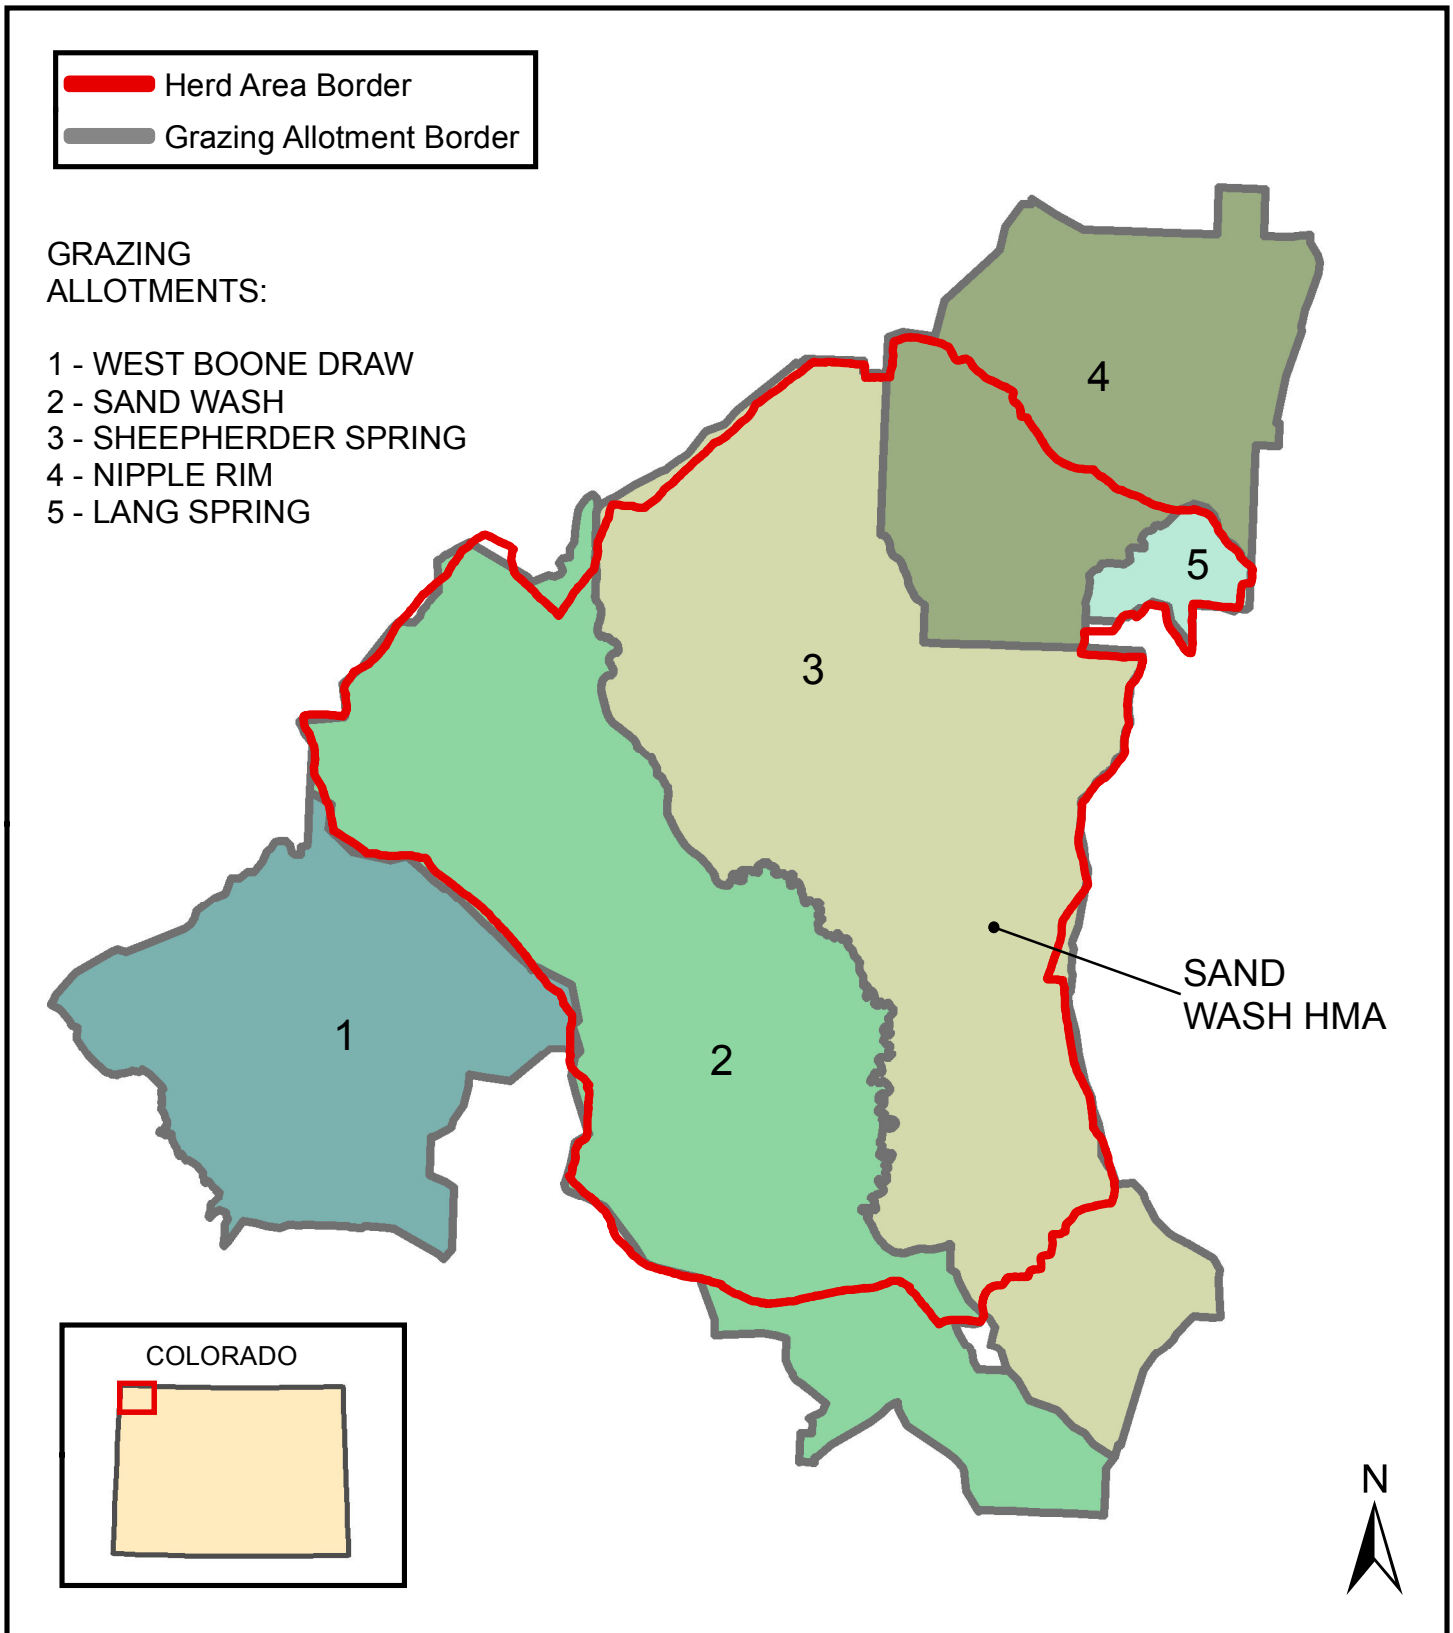 Herd Area Border
Grazing Allotment Border
GRAZING
ALLOTMENTS:
1 - WEST BOONE DRAW
2 - SAND WASH
3 - SHEEPHERDER SPRING
4 - NIPPLE RIM
5 - LANG SPRING
4
5
3
SAND
WASH HMA
1
2
COLORADO
N